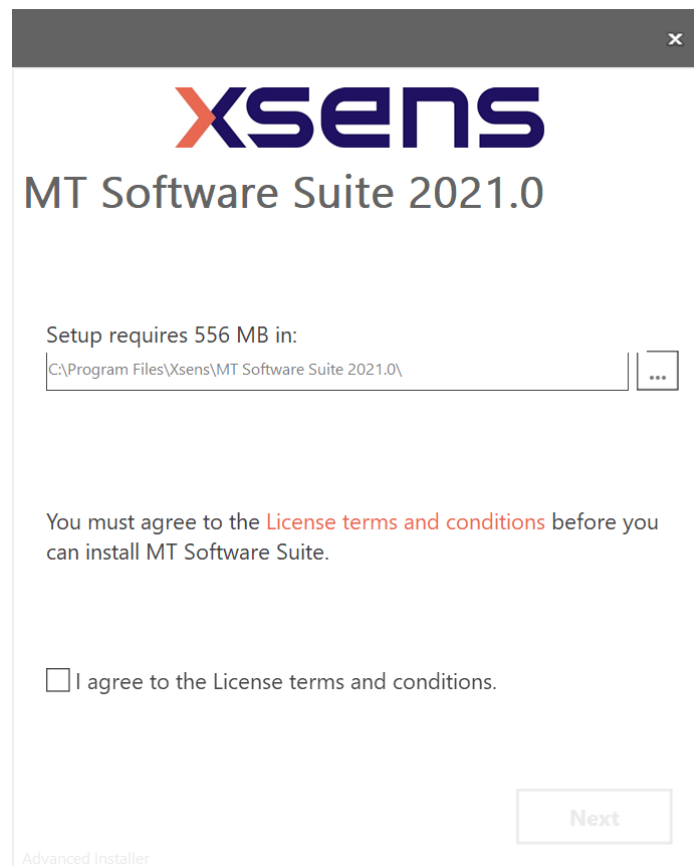 xsens
MT Software Suite 2021.0
Setup requires 556 MB in:
C:\Program Files\Xsens\MT Software Suite 2021.0\
...
You must agree to the License terms and conditions before you
can install MT Software Suite.
I agree to the License terms and conditions.
Next
Advanced Installer